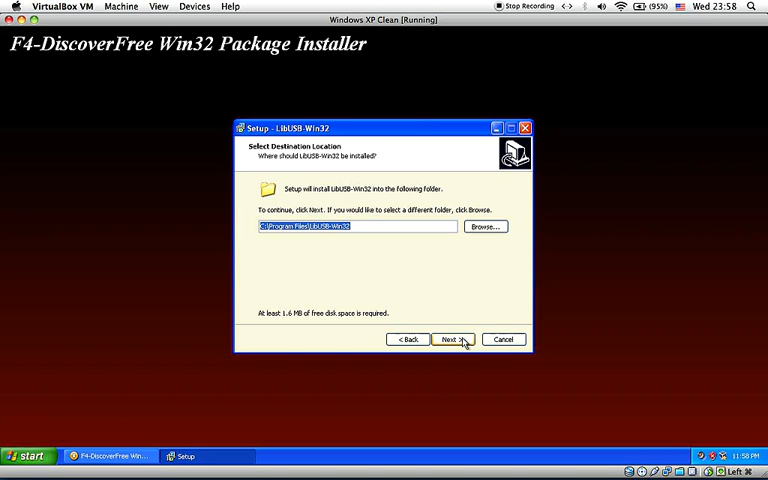 VirtualBox VM Machine View Devices Help Stop Recording (95%) Wed 23:58
Windows XP Clean [Running]
F4-DiscoverFree Win32 Package Installer
Setup - LibUSB-Win32
Select Destination Location
Where should LibUSB-Win32 be installed?
Setup will install LibUSB-Win32 into the following folder.
To continue, click Next. If you would like to select a different folder, click Browse.
C:\Program Files\LibUSB-Win32
Browse...
At least 1.6 MB of free disk space is required.
< Back Next > Cancel
start F4-DiscoverFree Win... Setup 11:58 PM
Left ⌘